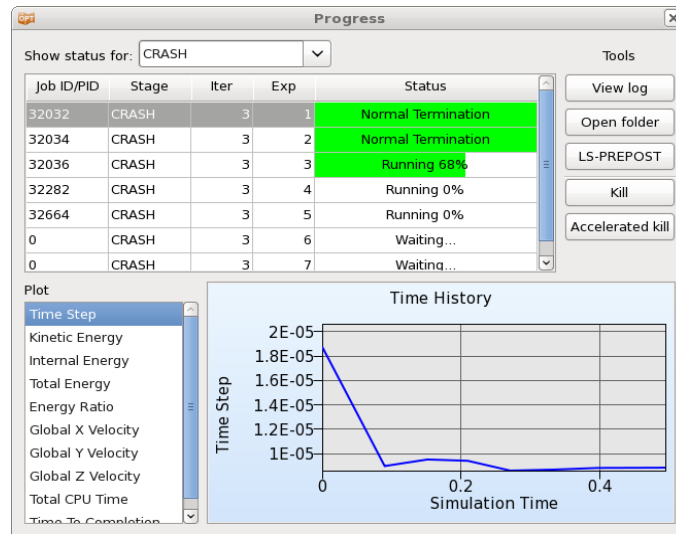 OPT
Progress
Show status for: CRASH
Tools
Job ID/PID Stage Iter Exp Status
32032 CRASH 3 1 Normal Termination
32034 CRASH 3 2 Normal Termination
32036 CRASH 3 3 Running 68%
32282 CRASH 3 4 Running 0%
32664 CRASH 3 5 Running 0%
0 CRASH 3 6 Waiting...
0 CRASH 3 7 Waiting...
View log
Open folder
LS-PREPOST
Kill
Accelerated kill
Plot
Time Step
Kinetic Energy
Internal Energy
Total Energy
Energy Ratio
Global X Velocity
Global Y Velocity
Global Z Velocity
Total CPU Time
Time To Completion
Time History
Time Step
2E-05
1.8E-05
1.6E-05
1.4E-05
1.2E-05
1E-05
0 0.2 0.4
Simulation Time